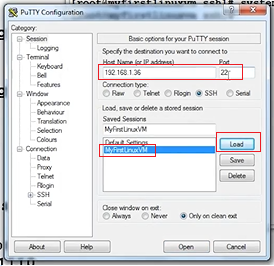 [root@myfirstlinuxvm ssh]# system
PuTTY Configuration
Category:
Session
Logging
Terminal
Keyboard
Bell
Features
Window
Appearance
Behaviour
Translation
Selection
Colours
Connection
Data
Proxy
Telnet
Rlogin
SSH
Serial
Basic options for your PuTTY session
Specify the destination you want to connect to
Host Name (or IP address) Port
192.168.1.36 22
Connection type:
Raw Telnet Rlogin SSH Serial
Load, save or delete a stored session
Saved Sessions
MyFirstLinuxVM
Default Settings
MyFirstLinuxVM
Load
Save
Delete
Close window on exit:
Always Never Only on clean exit
About Help Open Cancel